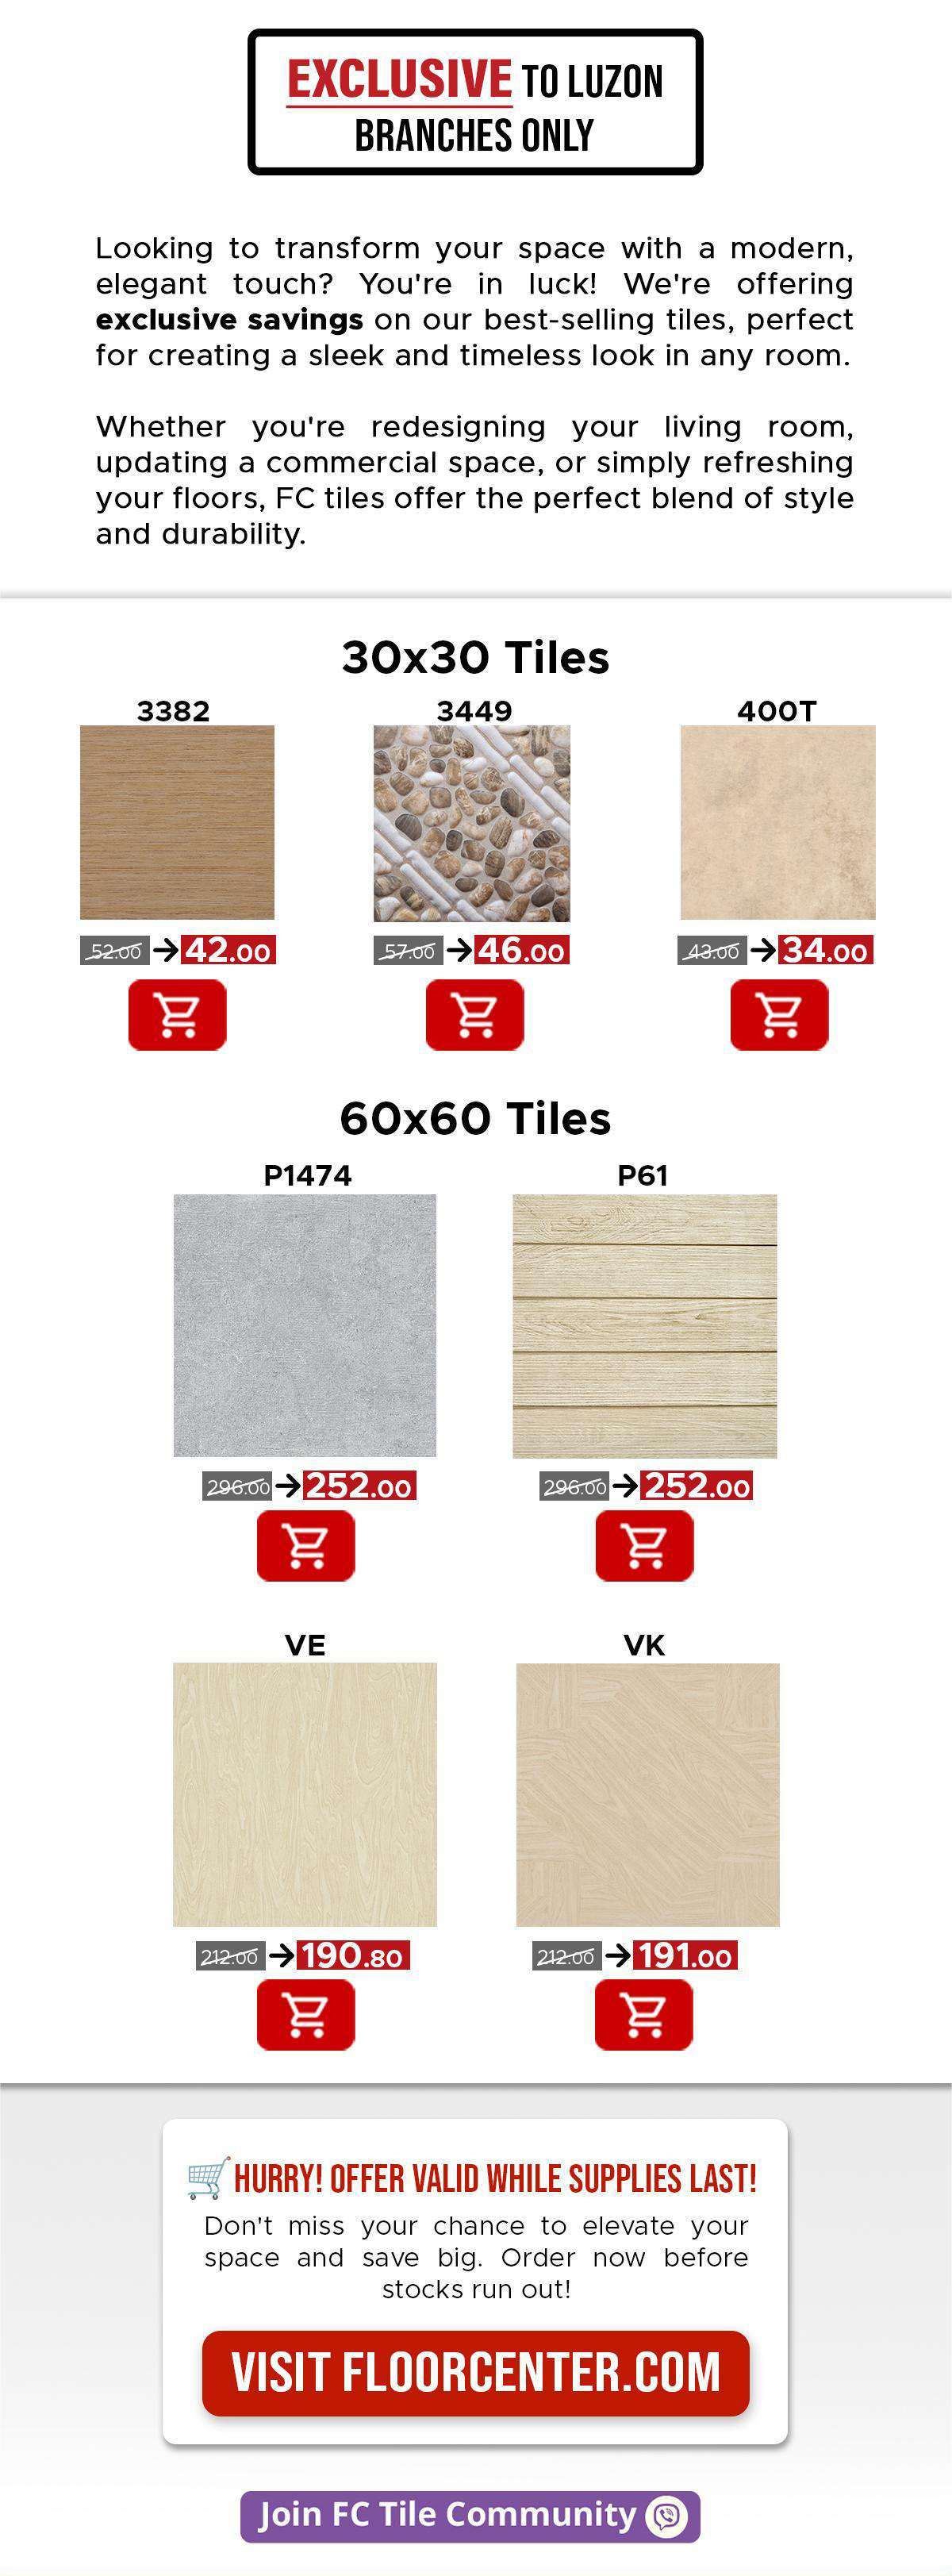 EXCLUSIVE TO LUZON
BRANCHES ONLY
Looking to transform your space with a modern,
elegant touch? You're in luck! We're offering
exclusive savings on our best-selling tiles, perfect
for creating a sleek and timeless look in any room.
Whether you're redesigning your living room,
updating a commercial space, or simply refreshing
your floors, FC tiles offer the perfect blend of style
and durability.
30x30 Tiles
3382 3449 400T
52.00 → 42.00 57.00 → 46.00 43.00 → 34.00
60x60 Tiles
P1474 P61
296.00 → 252.00 296.00 → 252.00
VE VK
212.00 → 190.80 212.00 → 191.00
HURRY! OFFER VALID WHILE SUPPLIES LAST!
Don't miss your chance to elevate your
space and save big. Order now before
stocks run out!
VISIT FLOORCENTER.COM
Join FC Tile Community